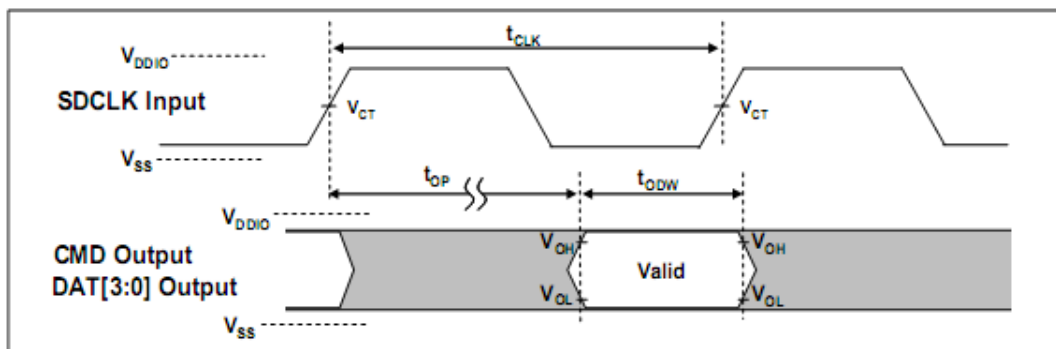 tCLK
VDDIO
SDCLK Input
VCT
VCT
VSS
tOP
tODW
VDDIO
CMD Output
DAT[3:0] Output
VOH
VOH
Valid
VOL
VOL
VSS